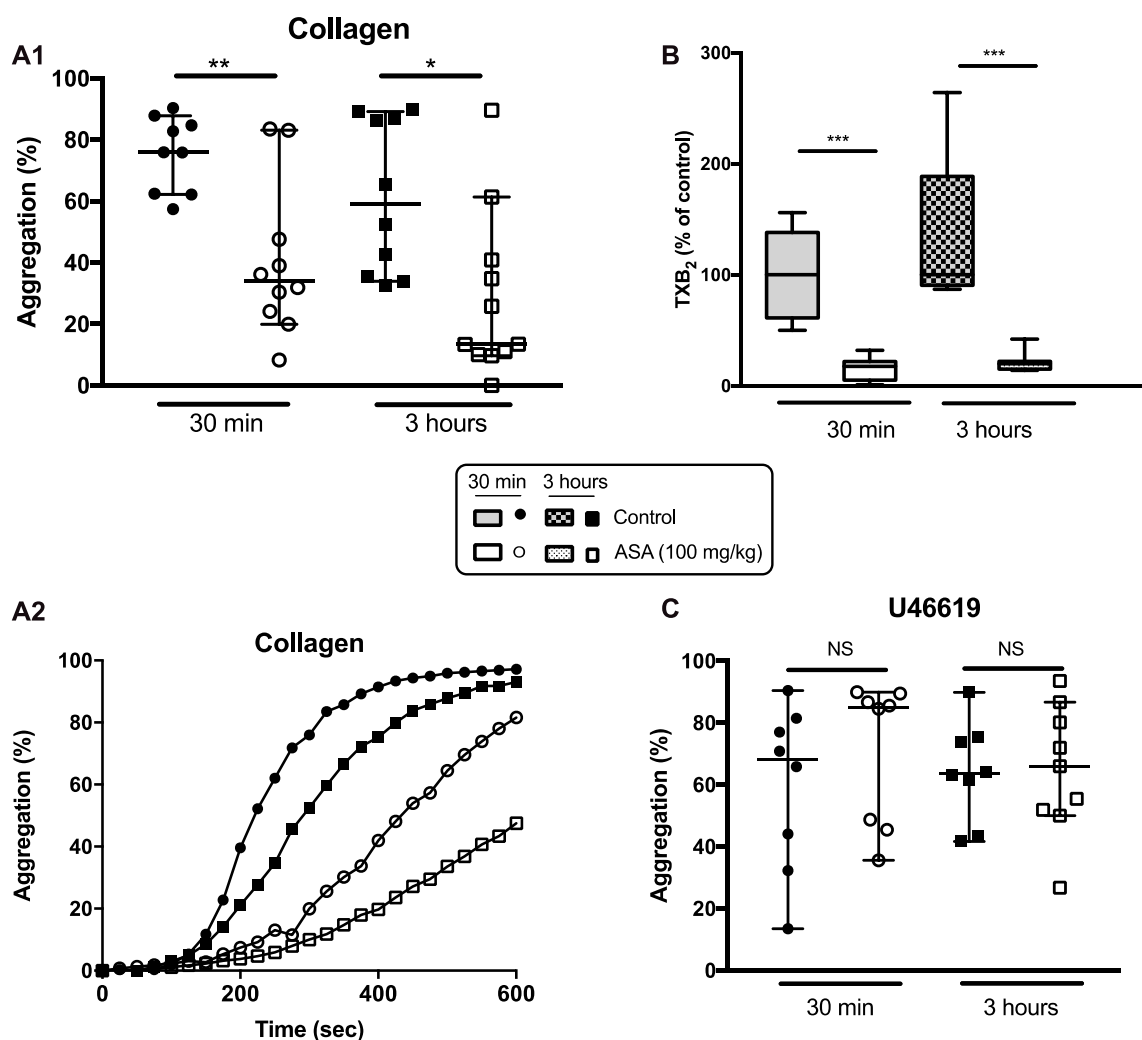 Collagen
A1
**
*
100
80
60
40
20
0
Aggregation (%)
30 min
3 hours
B
***
***
300
200
100
0
TXB₂ (% of control)
30 min
3 hours
30 min
3 hours
Control
ASA (100 mg/kg)
A2
Collagen
100
80
60
40
20
0
Aggregation (%)
0
200
400
600
Time (sec)
C
U46619
NS
NS
100
80
60
40
20
0
Aggregation (%)
30 min
3 hours